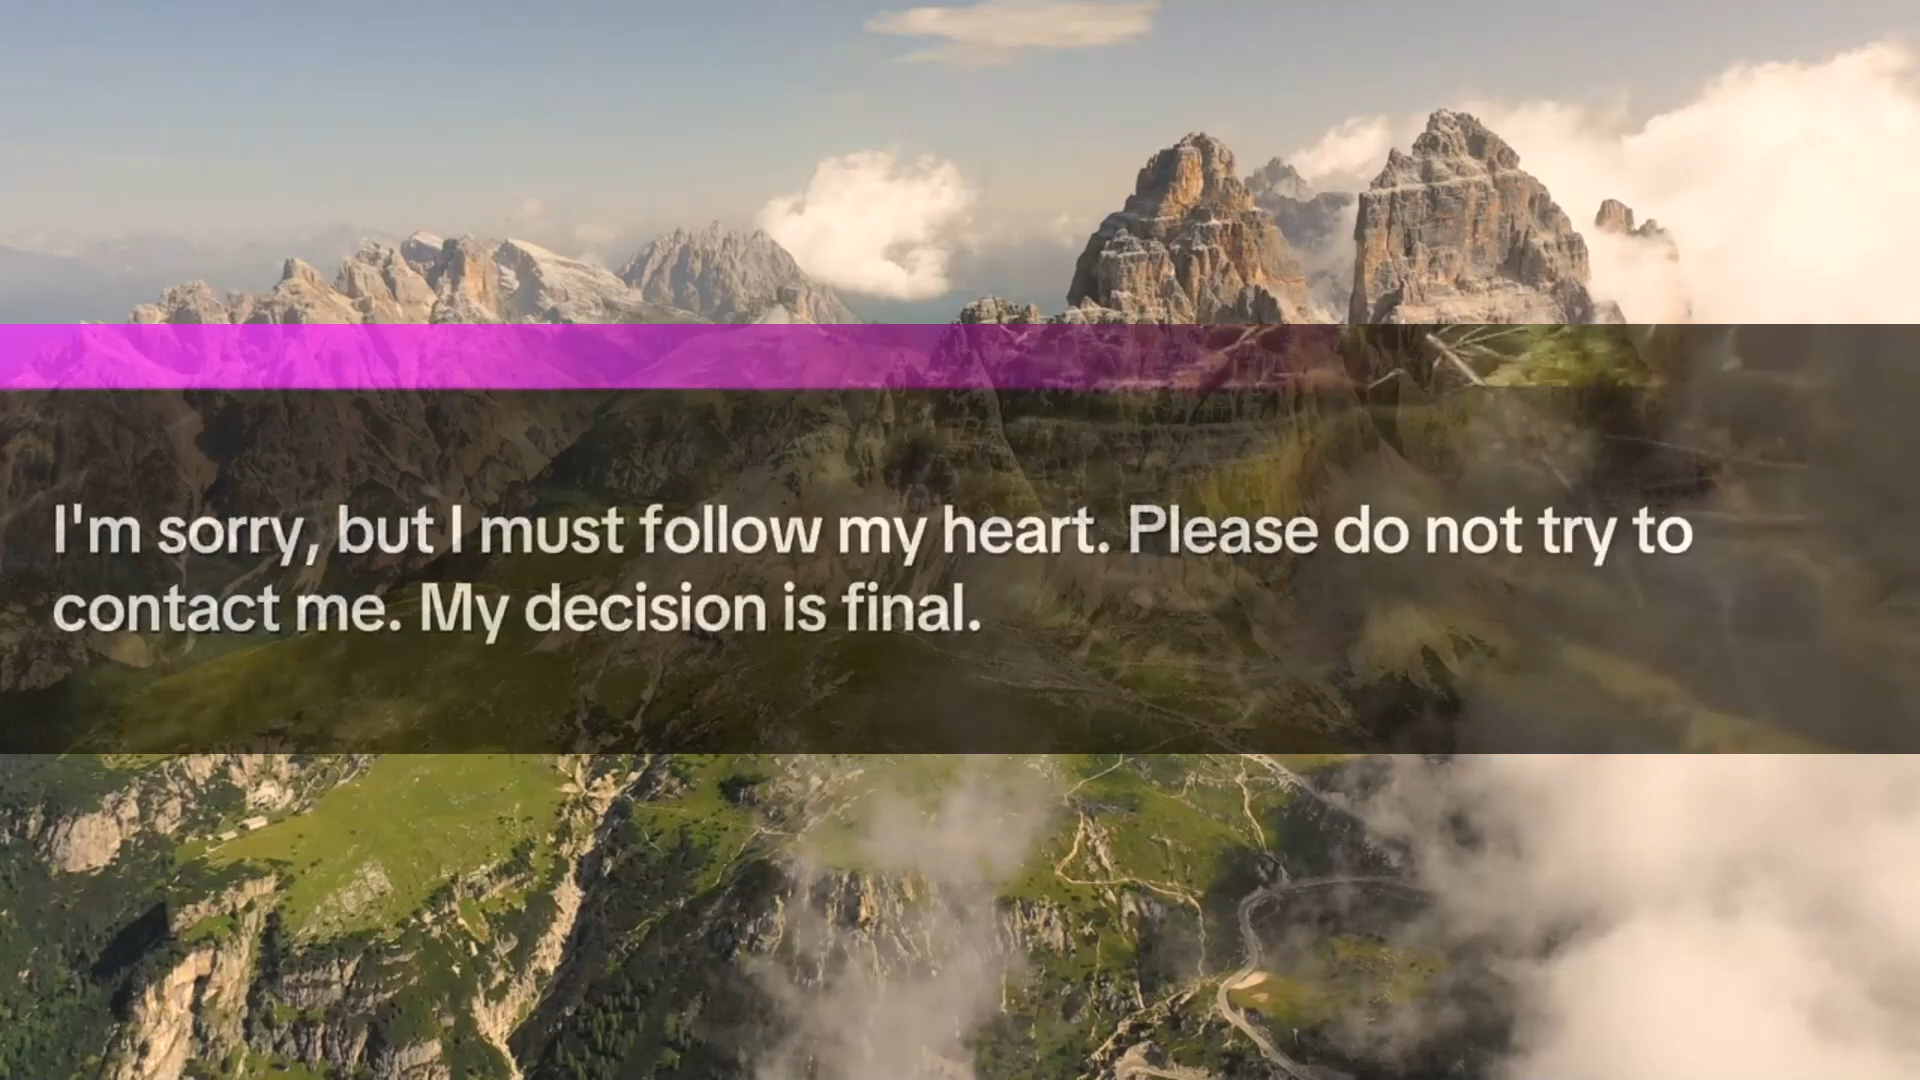 I'm sorry, but I must follow my heart. Please do not try to
contact me. My decision is final.